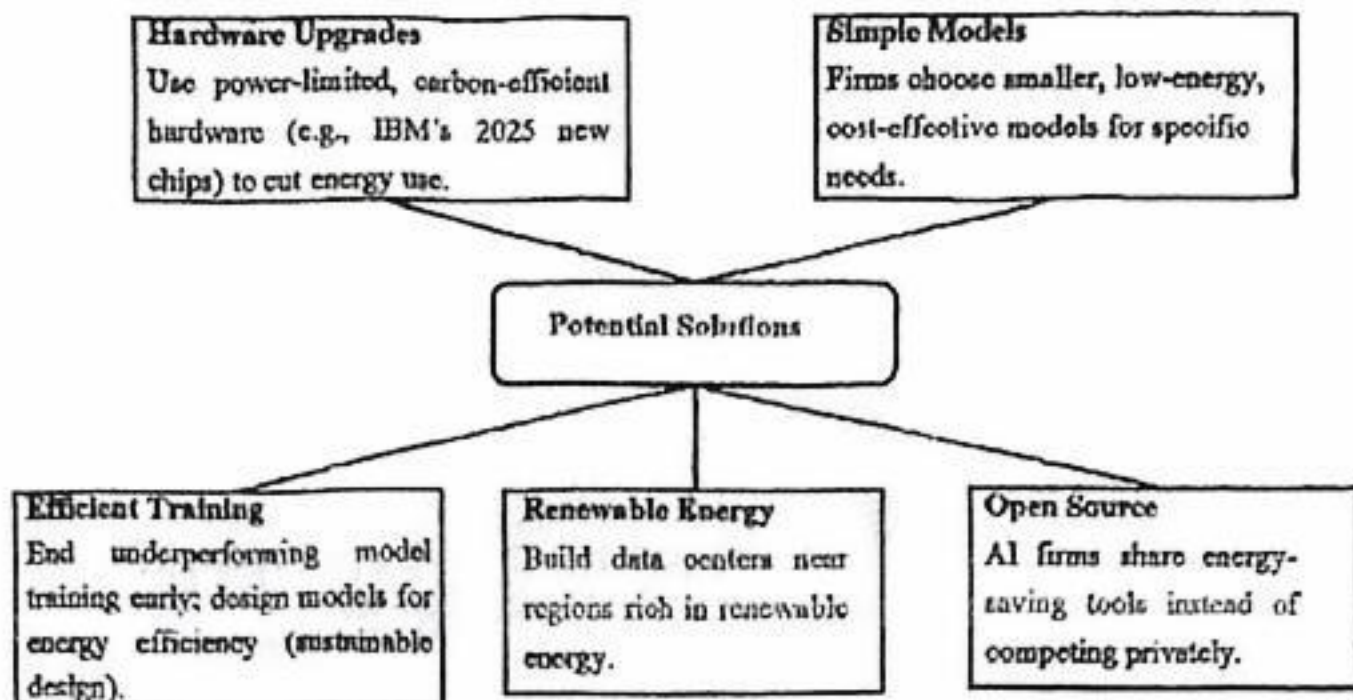 Hardware Upgrades
Use power-limited, carbon-efficient
hardware (e.g., IBM's 2025 new
chips) to cut energy use.
Simple Models
Firms choose smaller, low-energy,
cost-effective models for specific
needs.
Potential Solutions
Efficient Training
End underperforming model
training early; design models for
energy efficiency (sustainable
design).
Renewable Energy
Build data centers near
regions rich in renewable
energy.
Open Source
AI firms share energy-
saving tools instead of
competing privately.